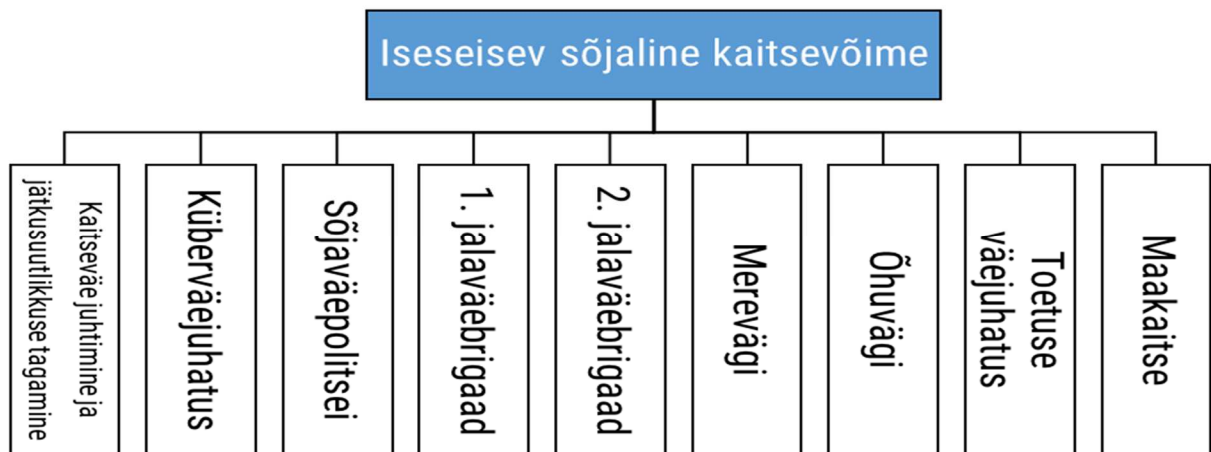 Iseseisev sõjaline kaitsevõime
Kaitseväe juhtimine ja
jätkusuutlikkuse tagamine
Küberväejuhatus
Sõjaväepolitsei
1. jalaväebrigaad
2. jalaväebrigaad
Merevägi
Õhuvägi
Toetuse
väejuhatus
Maakaitse